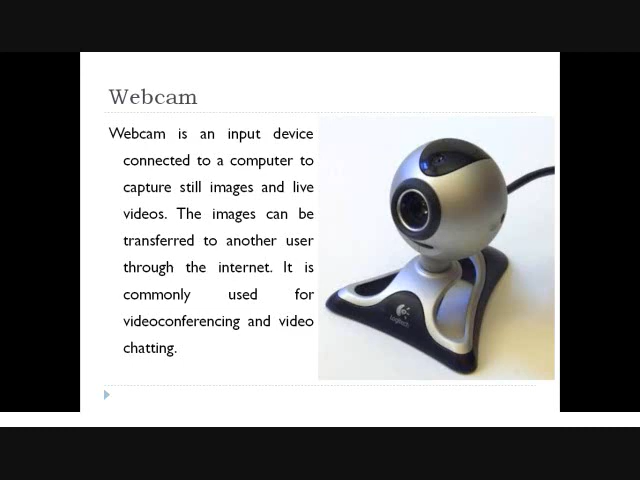 Webcam
Webcam is an input device
connected to a computer to
capture still images and live
videos. The images can be
transferred to another user
through the internet. It is
commonly used for
videoconferencing and video
chatting.
Logitech